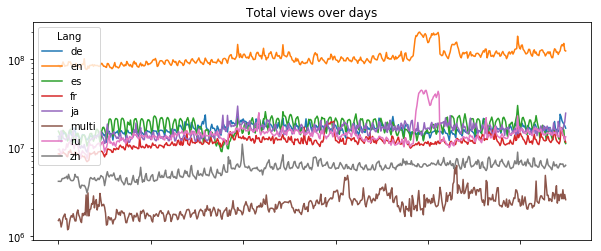 Total views over days
Lang
de
en
es
fr
ja
multi
ru
zh
10⁸
10⁷
10⁶